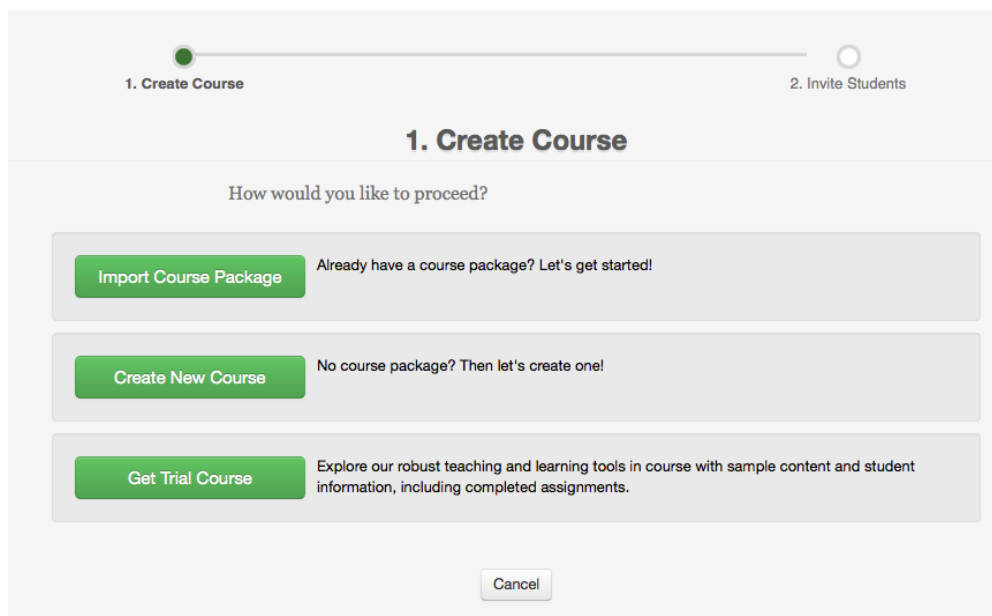 1. Create Course
2. Invite Students
1. Create Course
How would you like to proceed?
Import Course Package
Already have a course package? Let's get started!
Create New Course
No course package? Then let's create one!
Get Trial Course
Explore our robust teaching and learning tools in course with sample content and student
information, including completed assignments.
Cancel